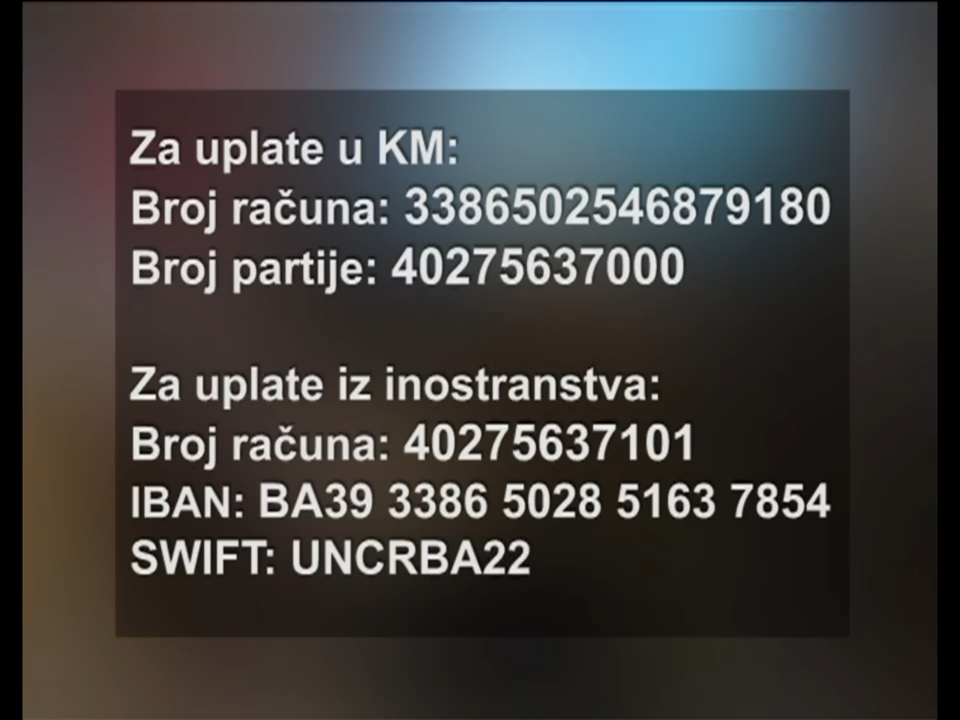 Za uplate u KM:
Broj računa: 3386502546879180
Broj partije: 40275637000
Za uplate iz inostranstva:
Broj računa: 40275637101
IBAN: BA39 3386 5028 5163 7854
SWIFT: UNCRBA22